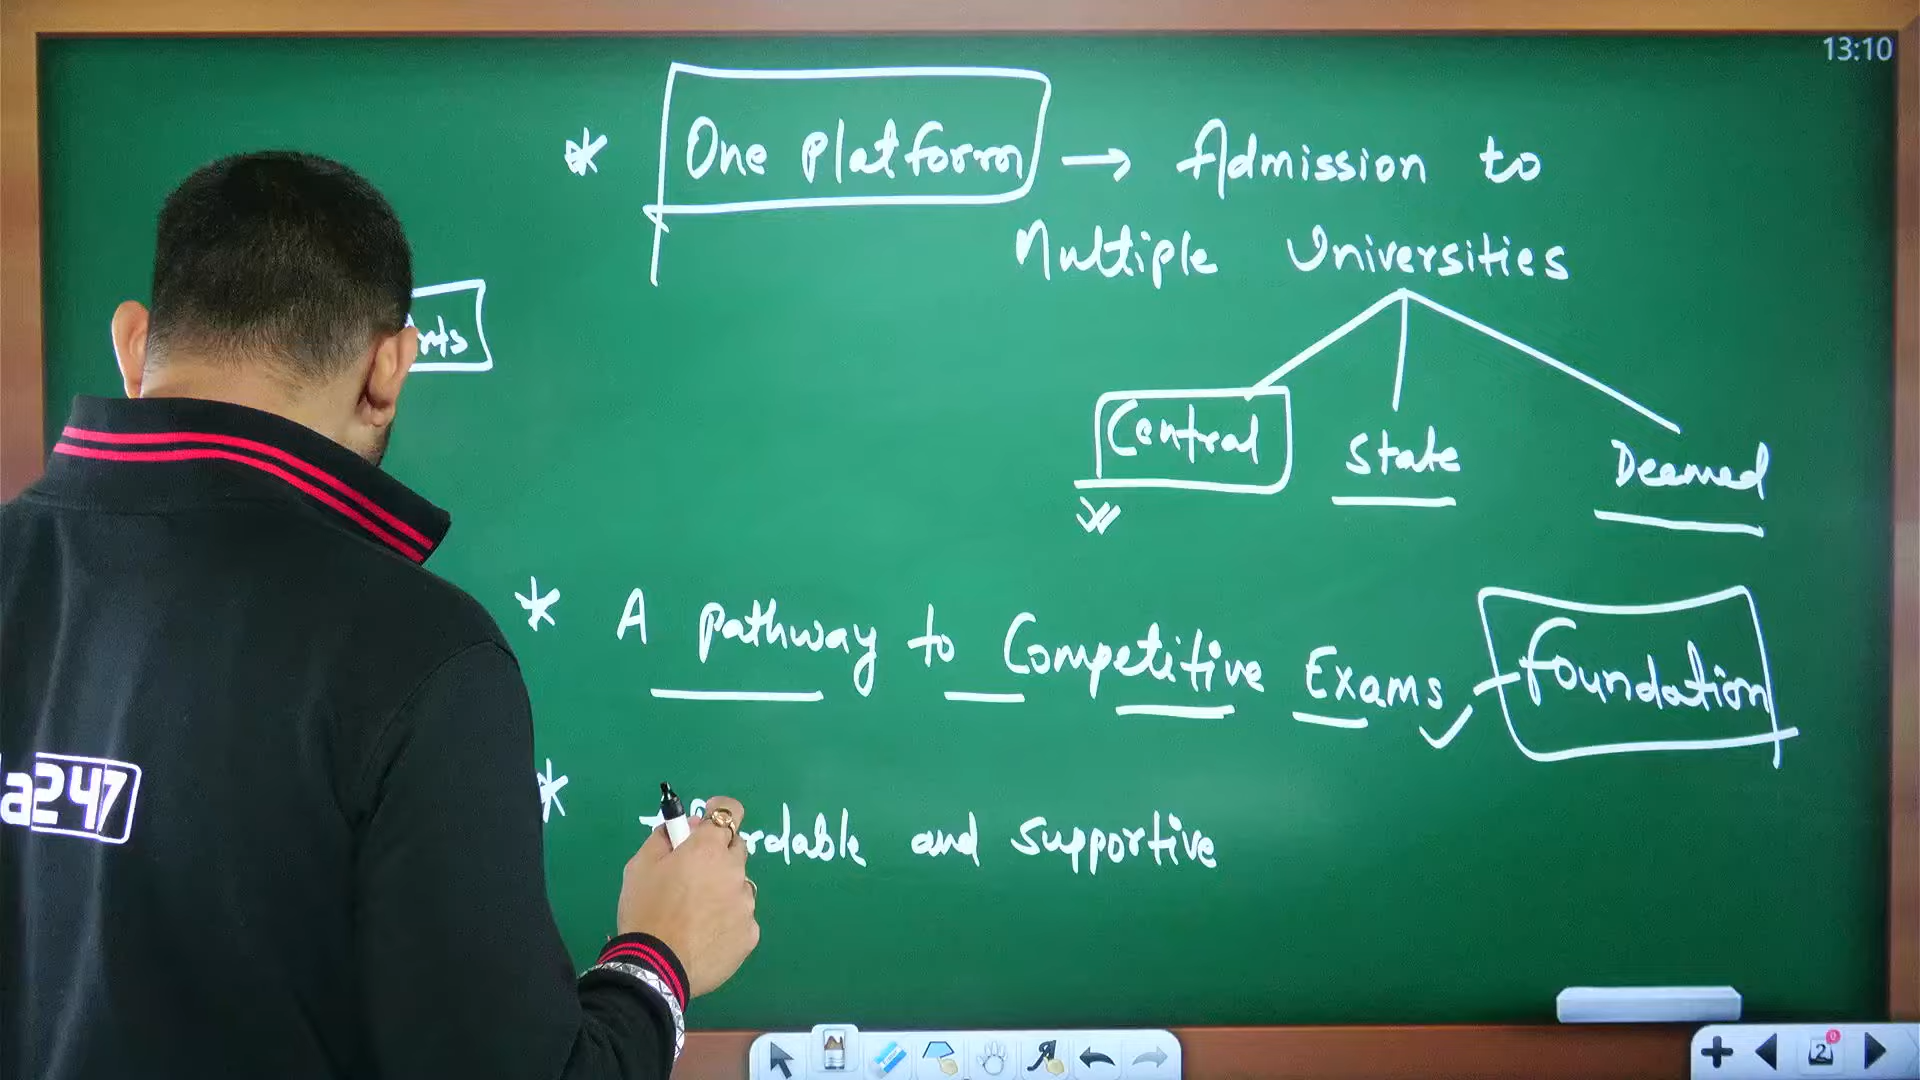 13:10
* One Platform → Admission to
Multiple Universities
Central State Deemed
* A pathway to Competitive Exams ✓ - Foundation
* and supportive
a247
2